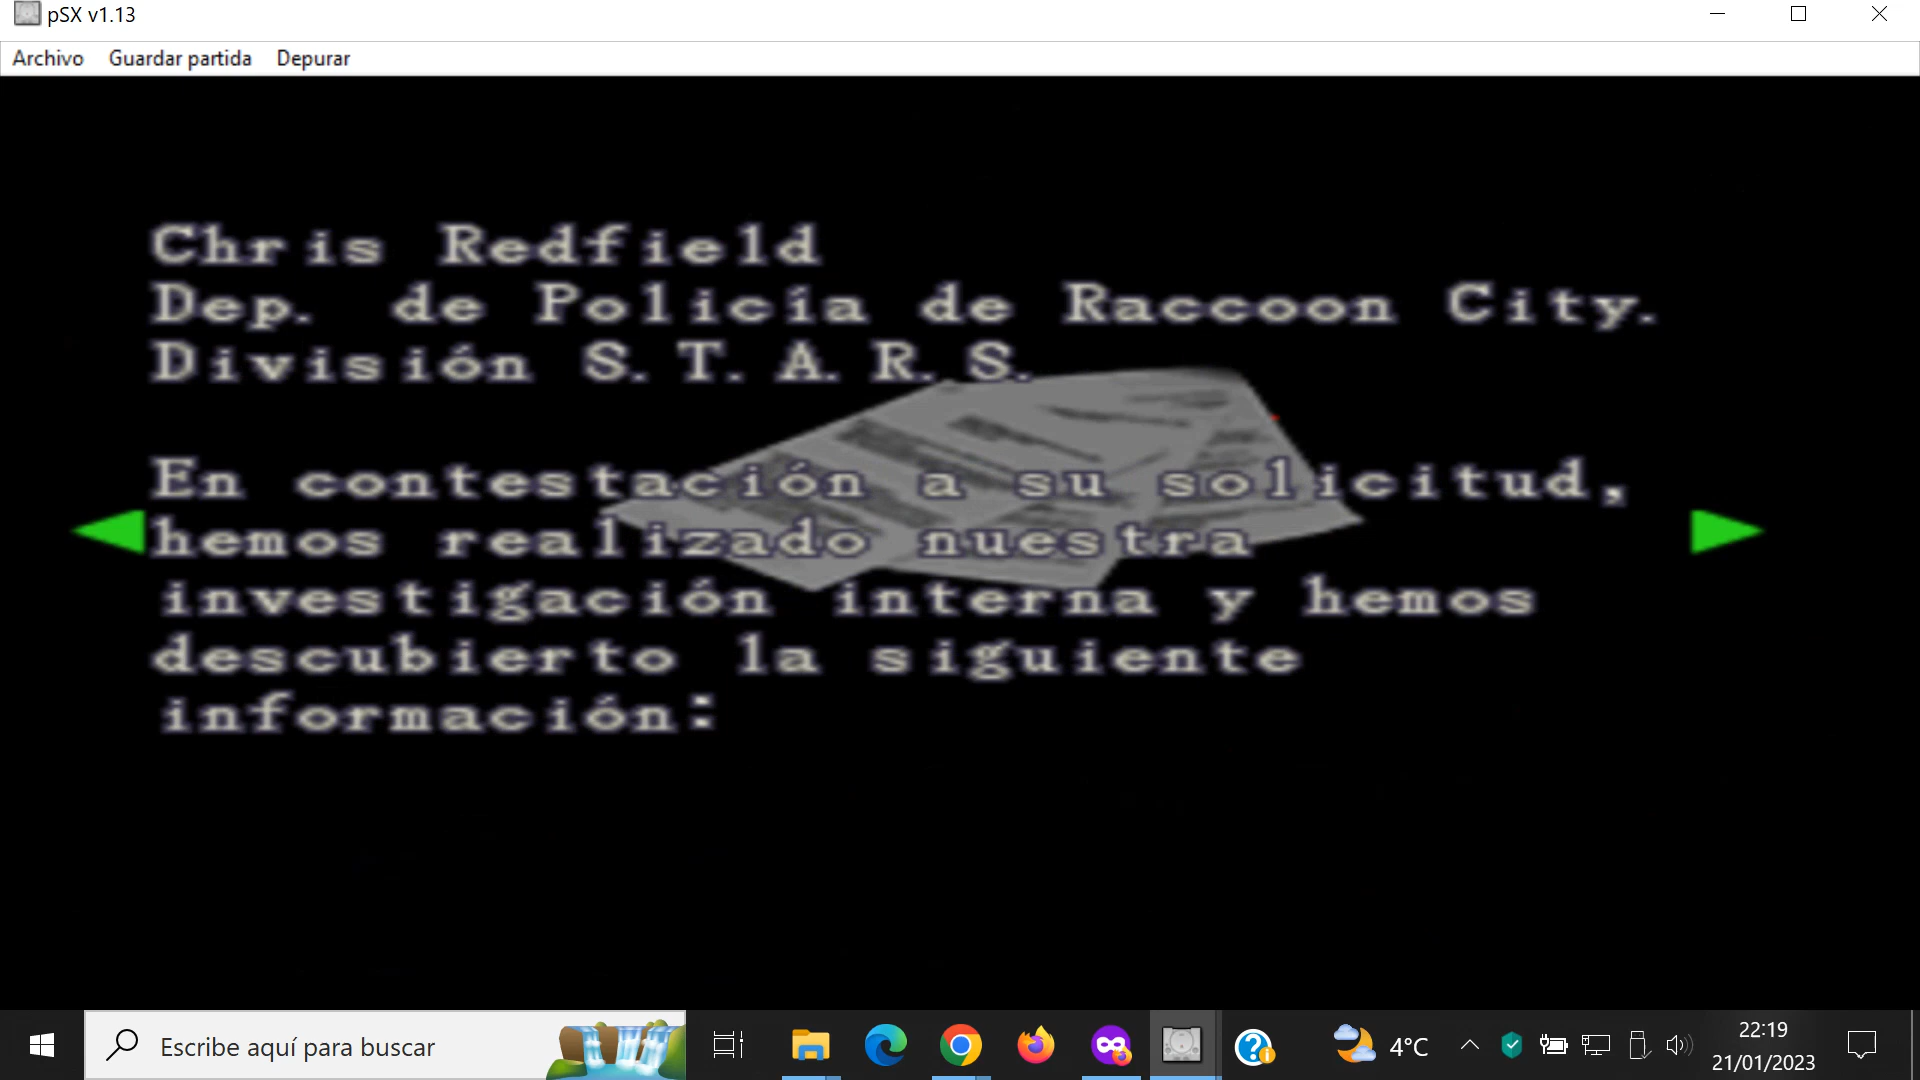 pSX v1.13
Archivo Guardar partida Depurar
Chris Redfield
Dep. de Policía de Raccoon City.
División S.T.A.R.S.
En contestación a su solicitud,
hemos realizado nuestra
investigación interna y hemos
descubierto la siguiente
información:
Escribe aquí para buscar
4°C
22:19
21/01/2023